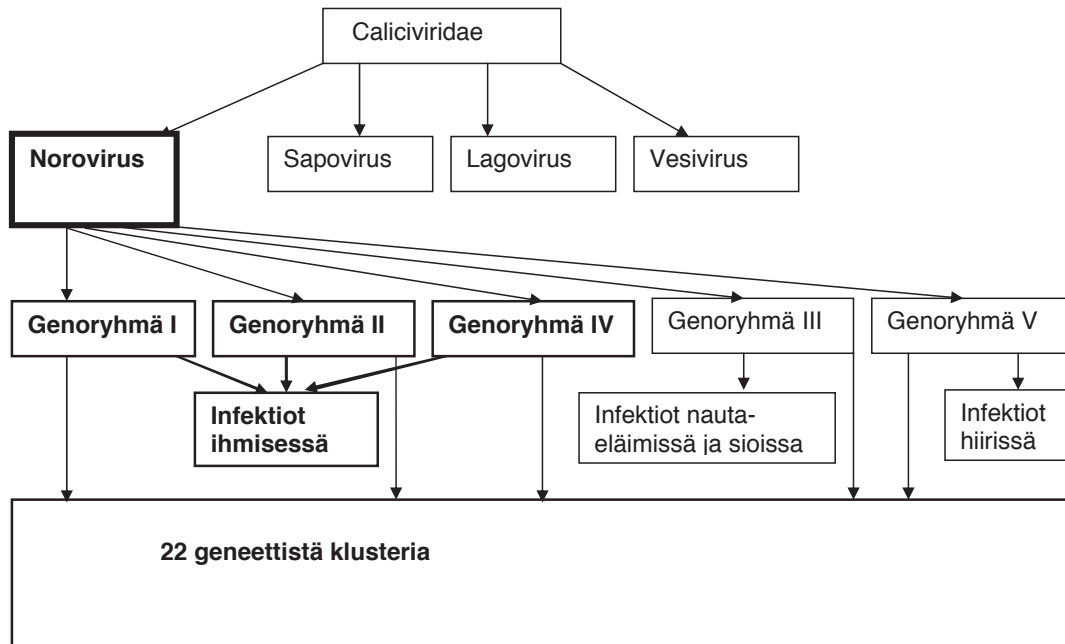 Caliciviridae
Norovirus
Sapovirus
Lagovirus
Vesivirus
Genoryhmä I
Genoryhmä II
Genoryhmä IV
Genoryhmä III
Genoryhmä V
Infektiot
ihmisessä
Infektiot nauta-
eläimissä ja sioissa
Infektiot
hiirissä
22 geneettistä klusteria